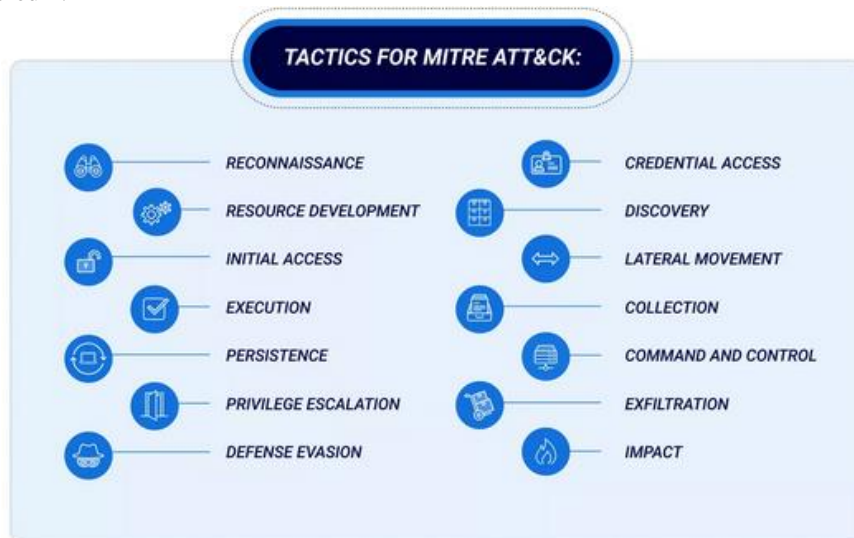 TACTICS FOR MITRE ATT&CK:
RECONNAISSANCE
RESOURCE DEVELOPMENT
INITIAL ACCESS
EXECUTION
PERSISTENCE
PRIVILEGE ESCALATION
DEFENSE EVASION
CREDENTIAL ACCESS
DISCOVERY
LATERAL MOVEMENT
COLLECTION
COMMAND AND CONTROL
EXFILTRATION
IMPACT